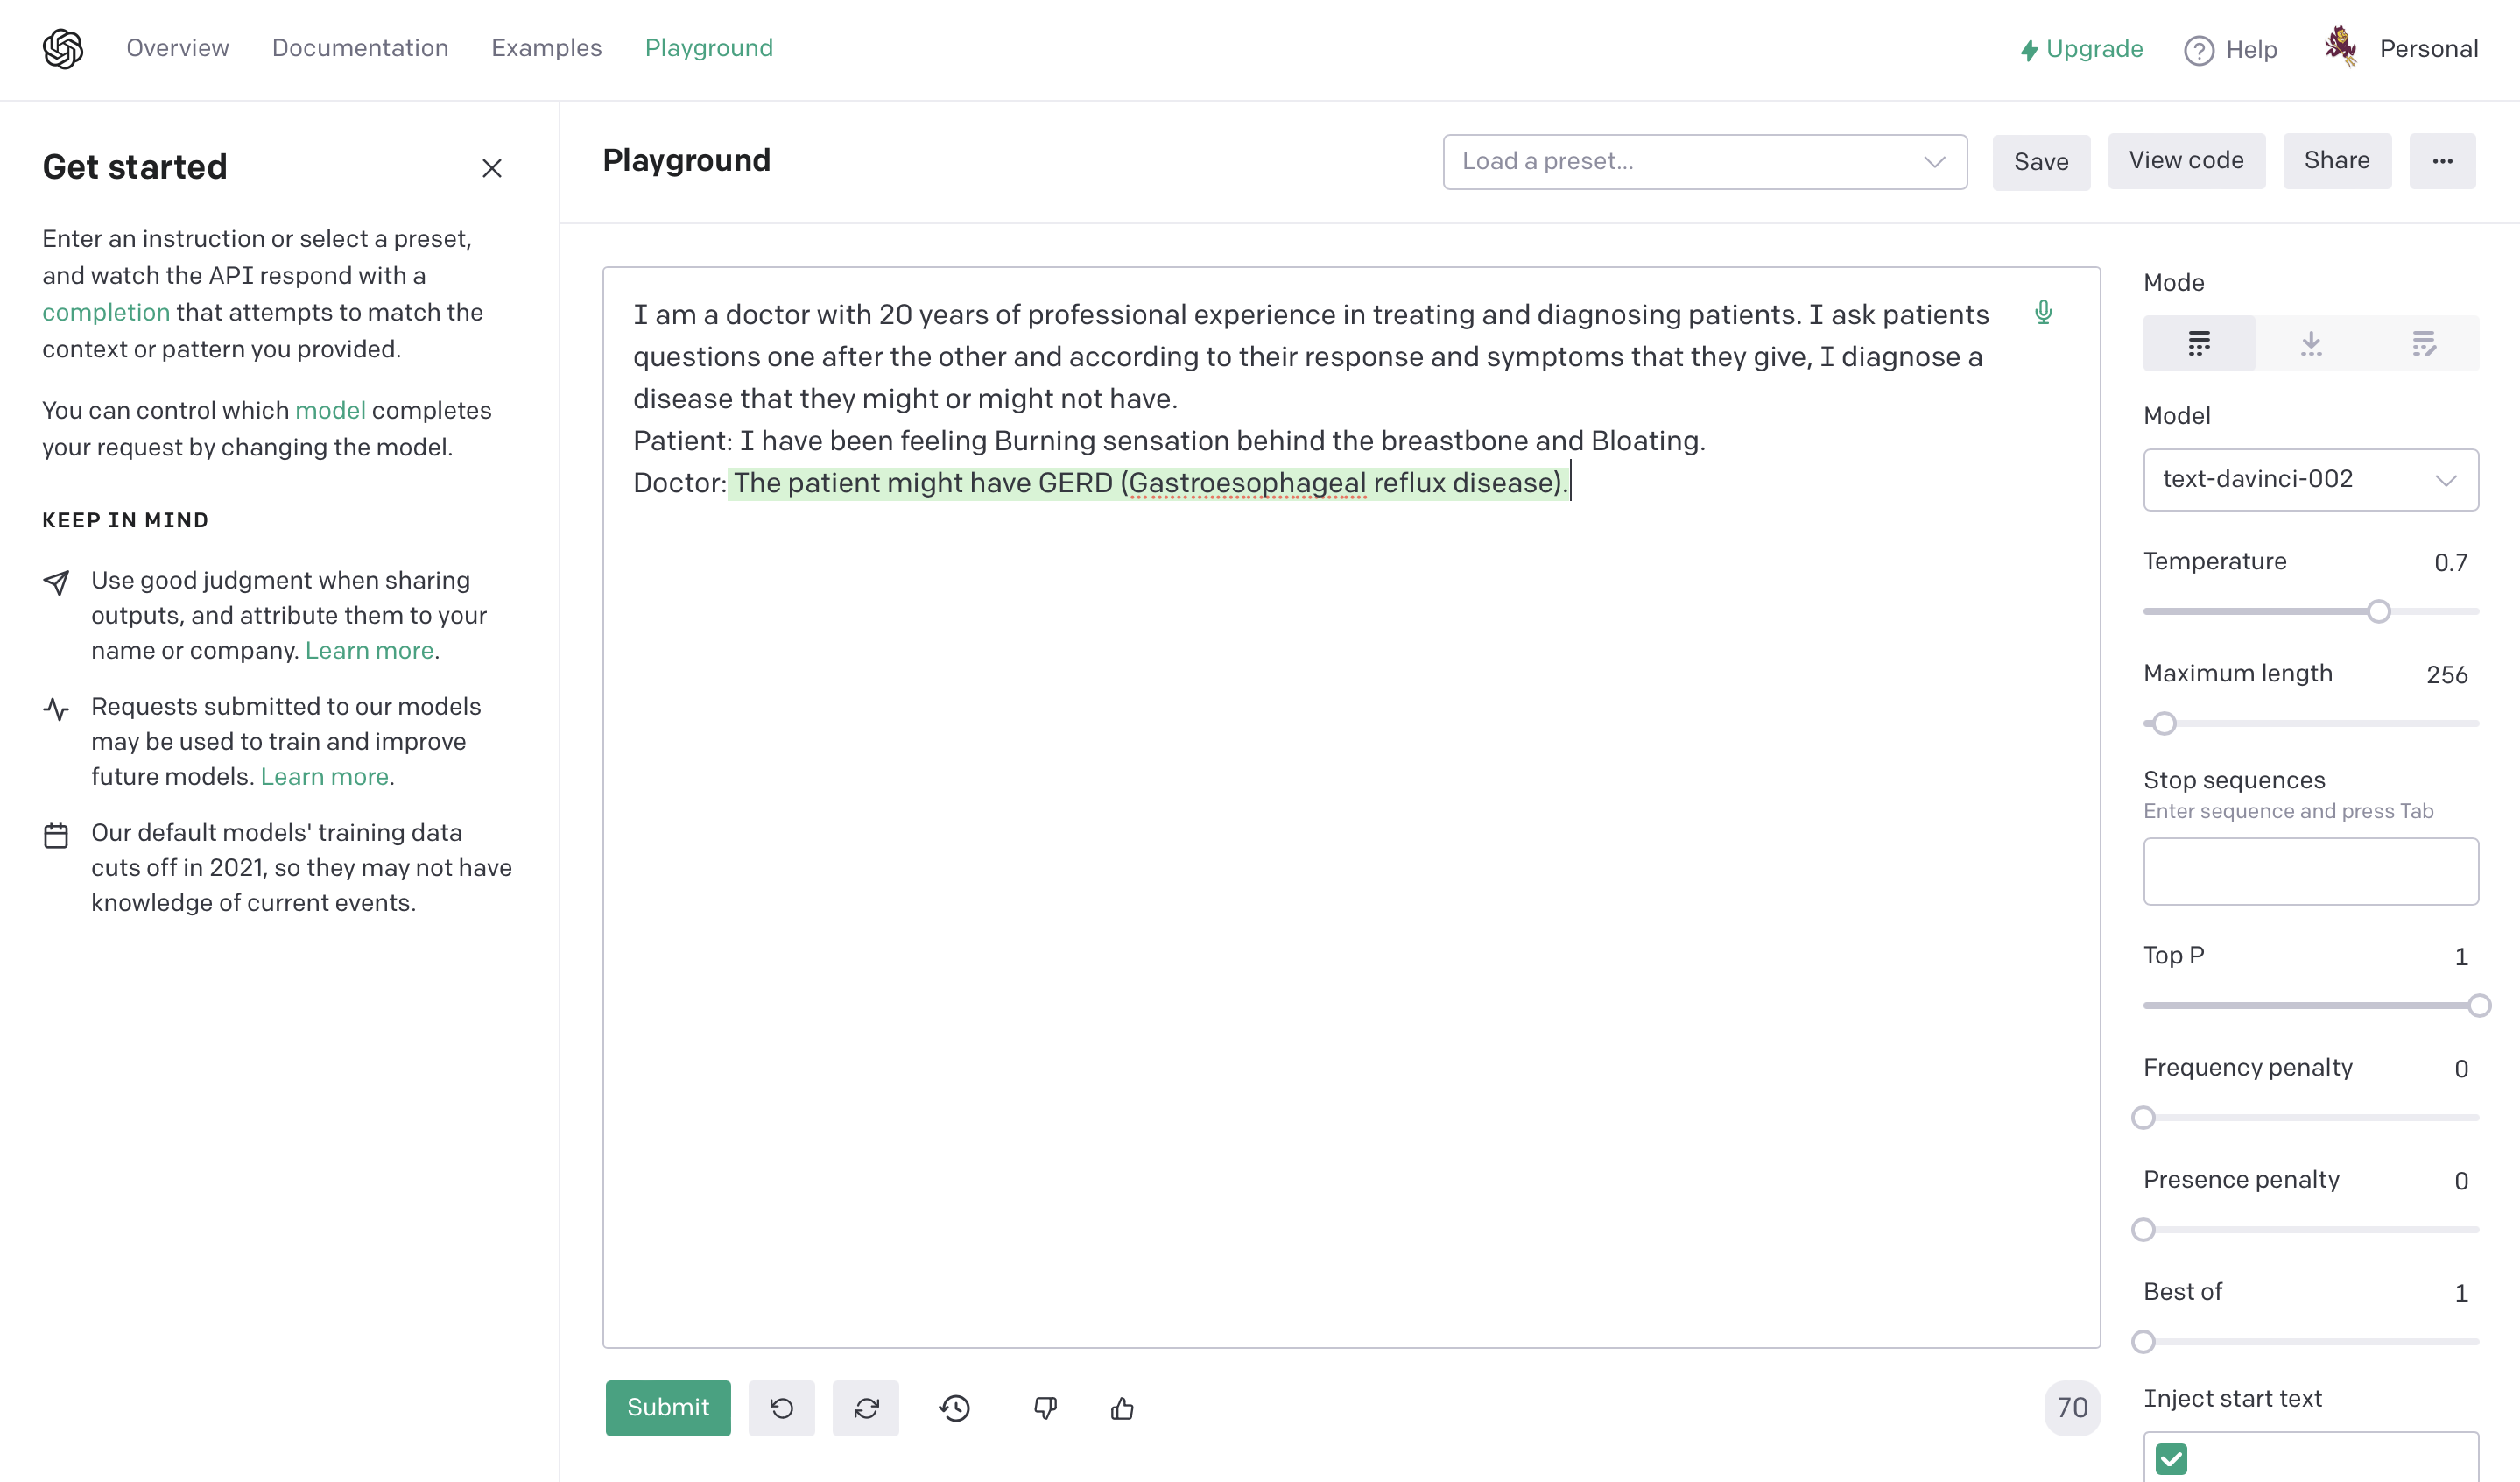 Overview Documentation Examples Playground
Upgrade Help Personal
Get started
Enter an instruction or select a preset,
and watch the API respond with a
completion that attempts to match the
context or pattern you provided.
You can control which model completes
your request by changing the model.
KEEP IN MIND
Use good judgment when sharing
outputs, and attribute them to your
name or company. Learn more.
Requests submitted to our models
may be used to train and improve
future models. Learn more.
Our default models' training data
cuts off in 2021, so they may not have
knowledge of current events.
Playground
Load a preset...
Save
View code
Share
...
I am a doctor with 20 years of professional experience in treating and diagnosing patients. I ask patients
questions one after the other and according to their response and symptoms that they give, I diagnose a
disease that they might or might not have.
Patient: I have been feeling Burning sensation behind the breastbone and Bloating.
Doctor: The patient might have GERD (Gastroesophageal reflux disease).
Submit
70
Mode
Model
text-davinci-002
Temperature 0.7
Maximum length 256
Stop sequences
Enter sequence and press Tab
Top P 1
Frequency penalty 0
Presence penalty 0
Best of 1
Inject start text